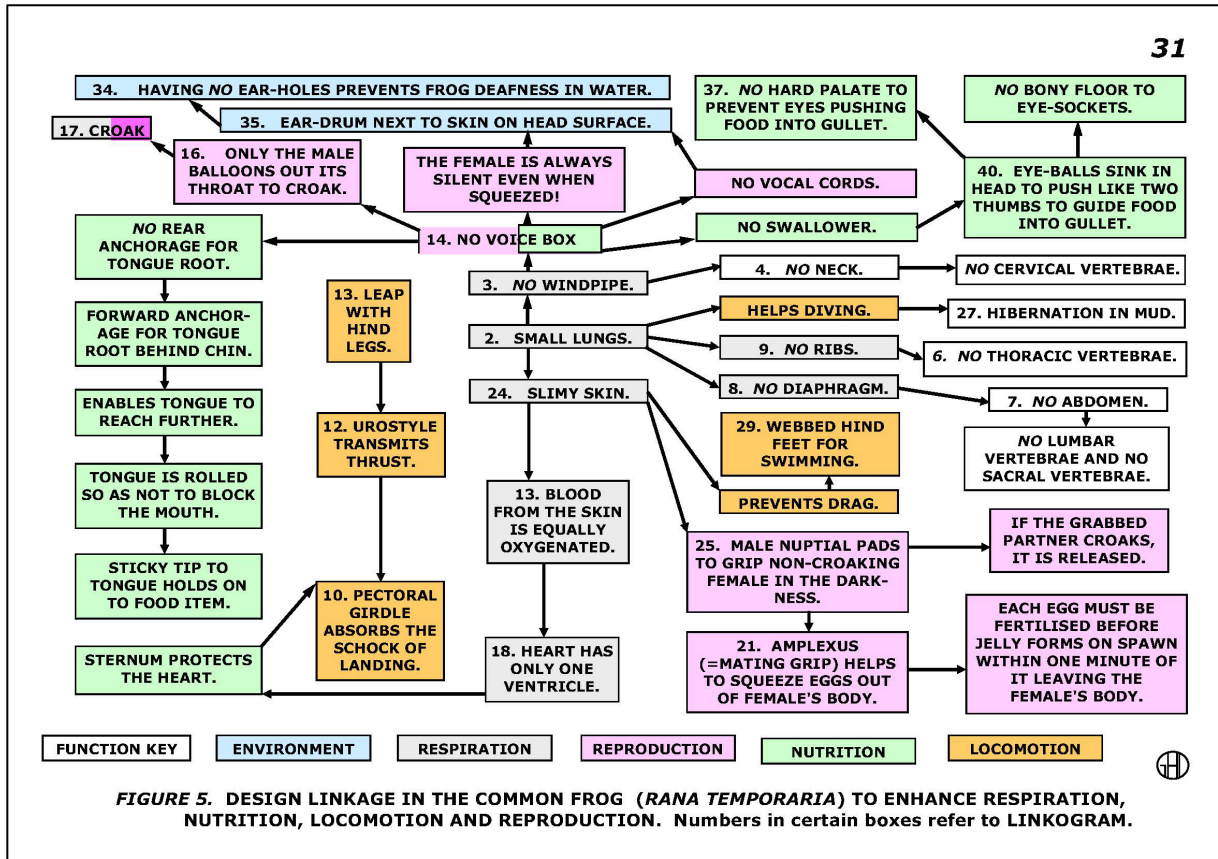 31
34. HAVING NO EAR-HOLES PREVENTS FROG DEAFNESS IN WATER.
35. EAR-DRUM NEXT TO SKIN ON HEAD SURFACE.
17. CROAK
16. ONLY THE MALE
BALLOONS OUT ITS
THROAT TO CROAK.
THE FEMALE IS ALWAYS
SILENT EVEN WHEN
SQUEEZED!
37. NO HARD PALATE TO
PREVENT EYES PUSHING
FOOD INTO GULLET.
NO BONY FLOOR TO
EYE-SOCKETS.
NO VOCAL CORDS.
40. EYE-BALLS SINK IN
HEAD TO PUSH LIKE TWO
THUMBS TO GUIDE FOOD
INTO GULLET.
NO SWALLOWER.
14. NO VOICE BOX
NO REAR
ANCHORAGE FOR
TONGUE ROOT.
FORWARD ANCHOR-
AGE FOR TONGUE
ROOT BEHIND CHIN.
ENABLES TONGUE TO
REACH FURTHER.
TONGUE IS ROLLED
SO AS NOT TO BLOCK
THE MOUTH.
STICKY TIP TO
TONGUE HOLDS ON
TO FOOD ITEM.
STERNUM PROTECTS
THE HEART.
13. LEAP
WITH
HIND
LEGS.
12. UROSTYLE
TRANSMITS
THRUST.
10. PECTORAL
GIRDLE
ABSORBS THE
SCHOCK OF
LANDING.
3. NO WINDPIPE.
2. SMALL LUNGS.
24. SLIMY SKIN.
13. BLOOD
FROM THE SKIN
IS EQUALLY
OXYGENATED.
18. HEART HAS
ONLY ONE
VENTRICLE.
4. NO NECK.
NO CERVICAL VERTEBRAE.
HELPS DIVING.
27. HIBERNATION IN MUD.
9. NO RIBS.
6. NO THORACIC VERTEBRAE.
8. NO DIAPHRAGM.
7. NO ABDOMEN.
NO LUMBAR
VERTEBRAE AND NO
SACRAL VERTEBRAE.
29. WEBBED HIND
FEET FOR
SWIMMING.
PREVENTS DRAG.
25. MALE NUPTIAL PADS
TO GRIP NON-CROAKING
FEMALE IN THE DARK-
NESS.
IF THE GRABBED
PARTNER CROAKS,
IT IS RELEASED.
21. AMPLEXUS
(=MATING GRIP) HELPS
TO SQUEEZE EGGS OUT
OF FEMALE'S BODY.
EACH EGG MUST BE
FERTILISED BEFORE
JELLY FORMS ON SPAWN
WITHIN ONE MINUTE OF
IT LEAVING THE
FEMALE'S BODY.
FUNCTION KEY
ENVIRONMENT
RESPIRATION
REPRODUCTION
NUTRITION
LOCOMOTION
FIGURE 5. DESIGN LINKAGE IN THE COMMON FROG (RANA TEMPORARIA) TO ENHANCE RESPIRATION,
NUTRITION, LOCOMOTION AND REPRODUCTION. Numbers in certain boxes refer to LINKOGRAM.